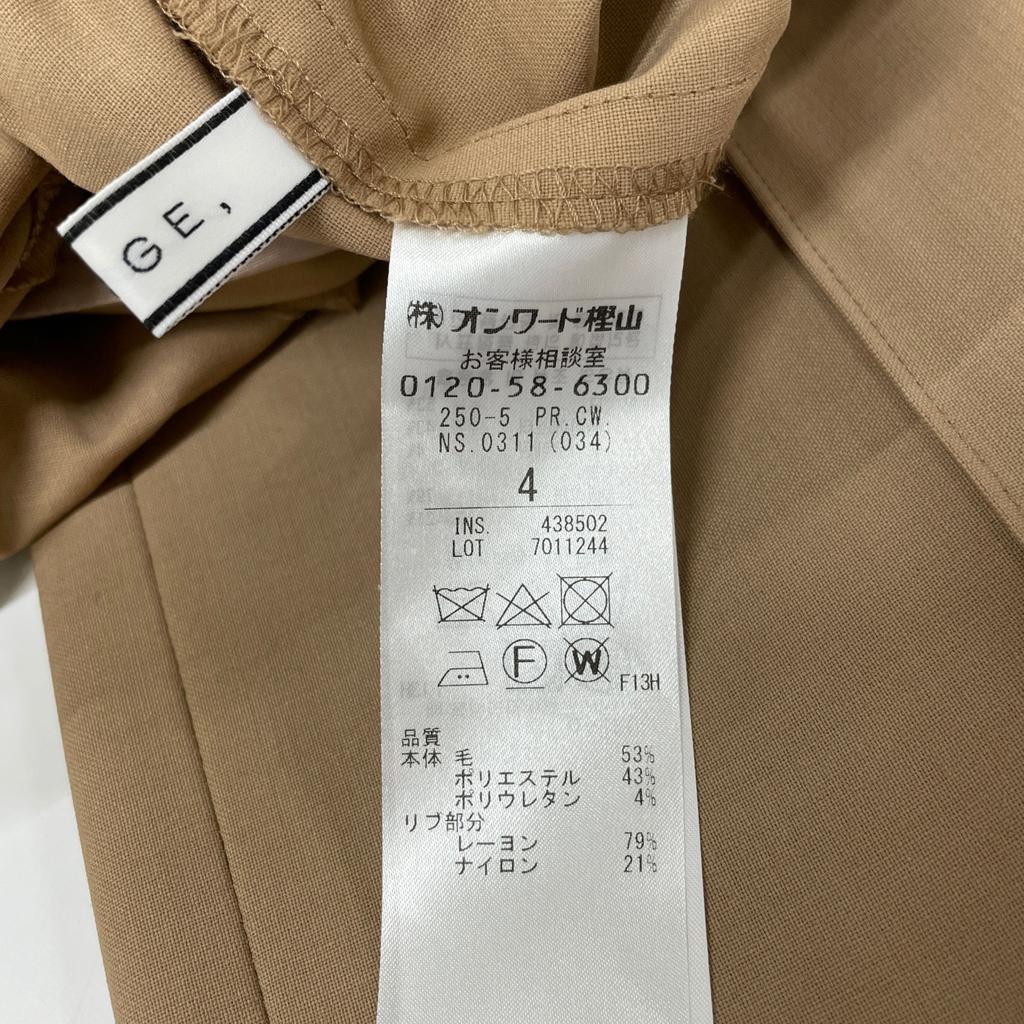 GE,
㈱オンワード樫山
お客様相談室
0120-58-6300
250-5 PR.CW.
NS.0311(034)
4
INS. 438502
LOT 7011244
F
W
F13H
品質
本体 毛 53%
ポリエステル 43%
ポリウレタン 4%
リブ部分
レーヨン 79%
ナイロン 21%